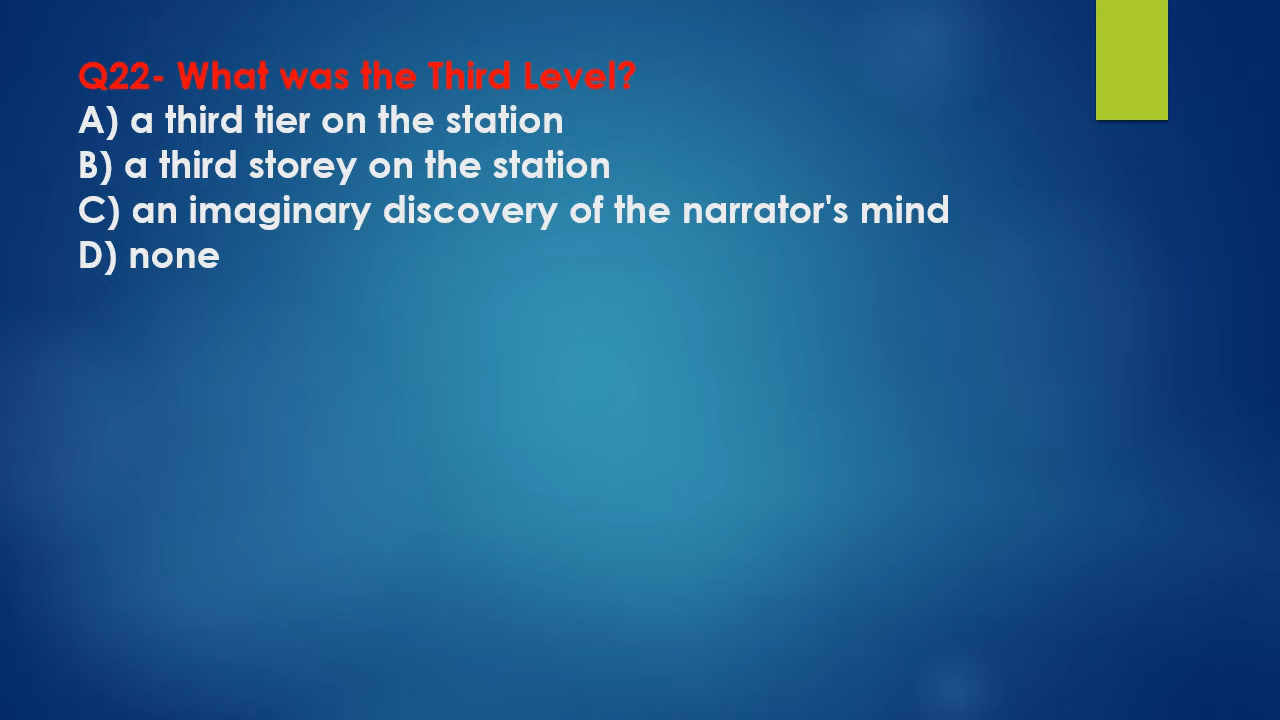 Q22- What was the Third Level?
A) a third tier on the station
B) a third storey on the station
C) an imaginary discovery of the narrator's mind
D) none